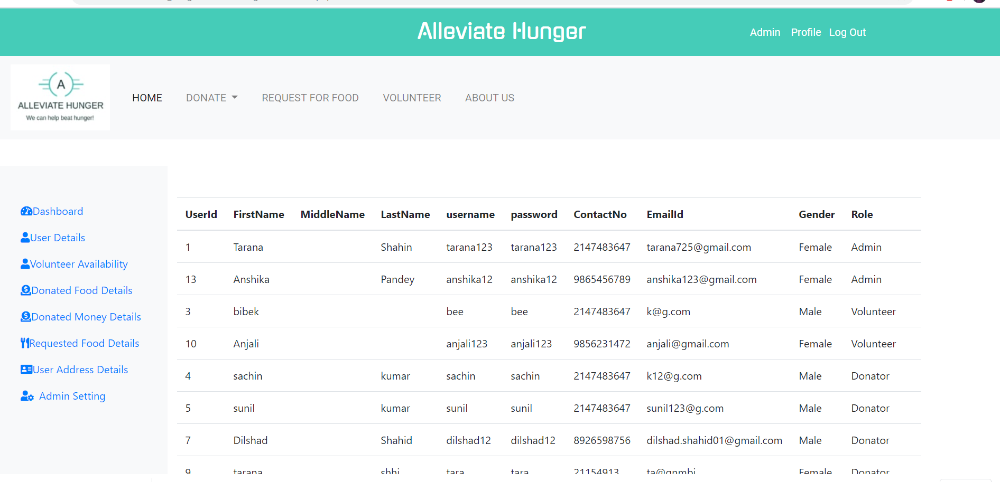 Alleviate Hunger
Admin Profile Log Out
A
ALLEVIATE HUNGER
We can help beat hunger!
HOME DONATE REQUEST FOR FOOD VOLUNTEER ABOUT US
Dashboard
User Details
Volunteer Availability
Donated Food Details
Donated Money Details
Requested Food Details
User Address Details
Admin Setting
UserId FirstName MiddleName LastName username password ContactNo EmailId Gender Role
1 Tarana Shahin tarana123 tarana123 2147483647 tarana725@gmail.com Female Admin
13 Anshika Pandey anshika12 anshika12 9865456789 anshika123@gmail.com Female Admin
3 bibek bee bee 2147483647 k@g.com Male Volunteer
10 Anjali anjali123 anjali123 9856231472 anjali@gmail.com Female Volunteer
4 sachin kumar sachin sachin 2147483647 k12@g.com Male Donator
5 sunil kumar sunil sunil 2147483647 sunil123@g.com Male Donator
7 Dilshad Shahid dilshad12 dilshad12 8926598756 dilshad.shahid01@gmail.com Male Donator
9 tarana shhi tara tara 21154913 Female Donator